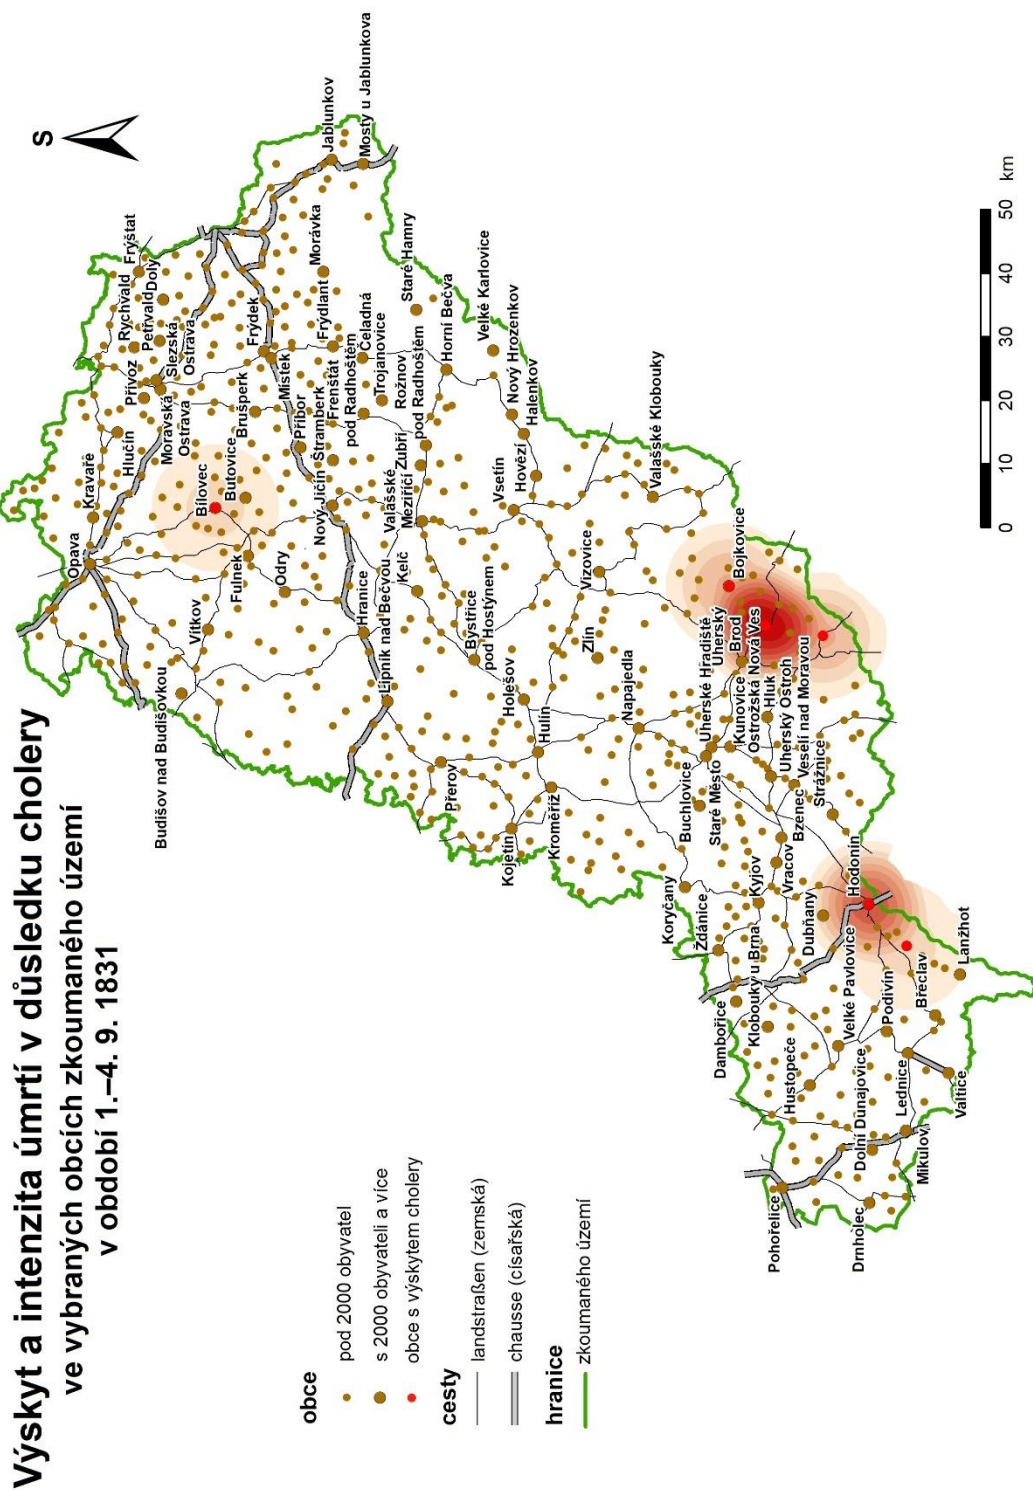 Výskyt a intenzita úmrtí v důsledku cholery
ve vybraných obcích zkoumaného území
v období 1.–4. 9. 1831
obce
pod 2000 obyvatel
s 2000 obyvateli a více
obce s výskytem cholery
cesty
landstraßen (zemská)
chausse (císařská)
hranice
zkoumaného území
S
Opava
Kravaře
Hlučín
Přívoz
Rychvald
Petřvald
Doly
Fryštat
Moravská
Ostrava
Slezská
Ostrava
Budišov nad Budišovkou
Vítkov
Bílovec
Butovice
Fulnek
Odry
Brušperk
Frýdek
Místek
Příbor
Nový Jičín
Štramberk
Frenštát
pod Radhoštěm
Frýdlant
Morávka
Jablunkov
Mosty u Jablunkova
Čeladná
Trojanovice
Staré Hamry
Rožnov
pod Radhoštěm
Zubří
Valašské
Meziříčí
Hranice
Lipník nad Bečvou
Kelč
Horní Bečva
Velké Karlovice
Nový Hrozenkov
Halenkov
Hovězí
Vsetín
Bystřice
pod Hostýnem
Holešov
Přerov
Kojetín
Kroměříž
Hulín
Zlín
Vizovice
Valašské Klobouky
Napajedla
Bojkovice
Uherský
Brod
Uherské Hradiště
Kunovice
Ostrožská Nová Ves
Hluk
Uherský Ostroh
Veselí nad Moravou
Strážnice
Buchlovice
Staré Město
Bzenec
Vracov
Kyjov
Koryčany
Ždánice
Dubňany
Hodonín
Dambořice
Klobouky u Brna
Velké Pavlovice
Hustopeče
Podivín
Břeclav
Lanžhot
Lednice
Valtice
Dolní Dunajovice
Mikulov
Pohořelice
Drnholec
0
10
20
30
40
50
km